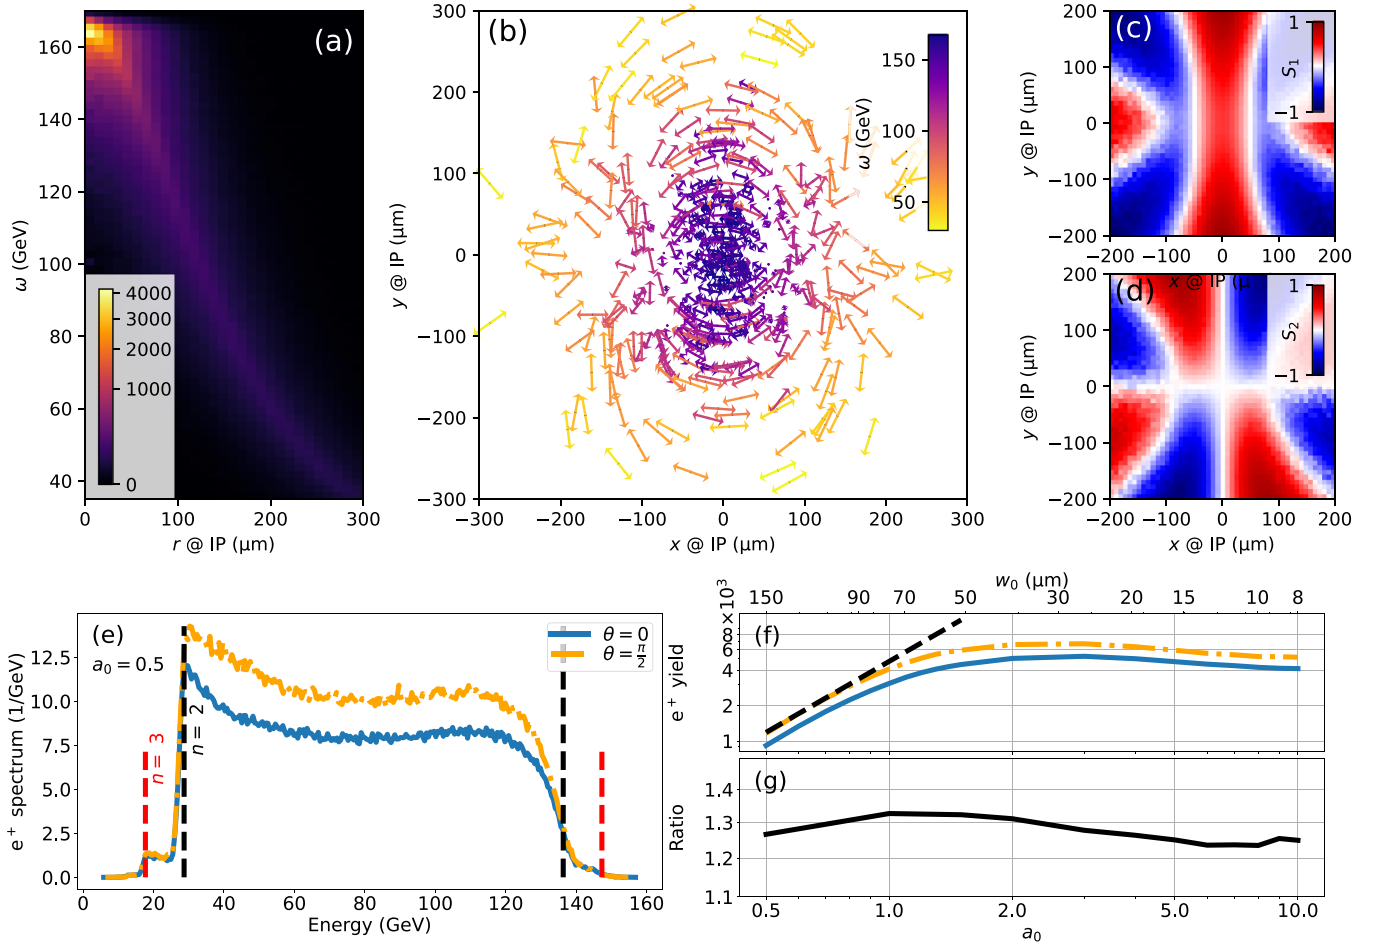 (a)
160
140
120
100
80
60
40
ω (GeV)
4000
3000
2000
1000
0
0 100 200 300
r @ IP (μm)
(b)
300
200
100
0
−100
−200
−300
y @ IP (μm)
150
100
50
ω (GeV)
−300 −200 −100 0 100 200 300
x @ IP (μm)
(c)
200
100
0
−100
−200
y @ IP (μm)
1
S₁
−1
−200 −100 0 100 200
x @ IP (μ
(d)
200
100
0
−100
−200
y @ IP (μm)
1
S₂
−1
−200 −100 0 100 200
x @ IP (μm)
(e)
a₀ = 0.5
θ = 0
θ = π/2
n = 3
n = 2
12.5
10.0
7.5
5.0
2.5
0.0
e⁺ spectrum (1/GeV)
0 20 40 60 80 100 120 140 160
Energy (GeV)
w₀ (μm)
150 90 70 50 30 20 15 10 8
×10³
(f)
8
6
4
2
1
e⁺ yield
(g)
1.4
1.3
1.2
1.1
Ratio
0.5 1.0 2.0 5.0 10.0
a₀